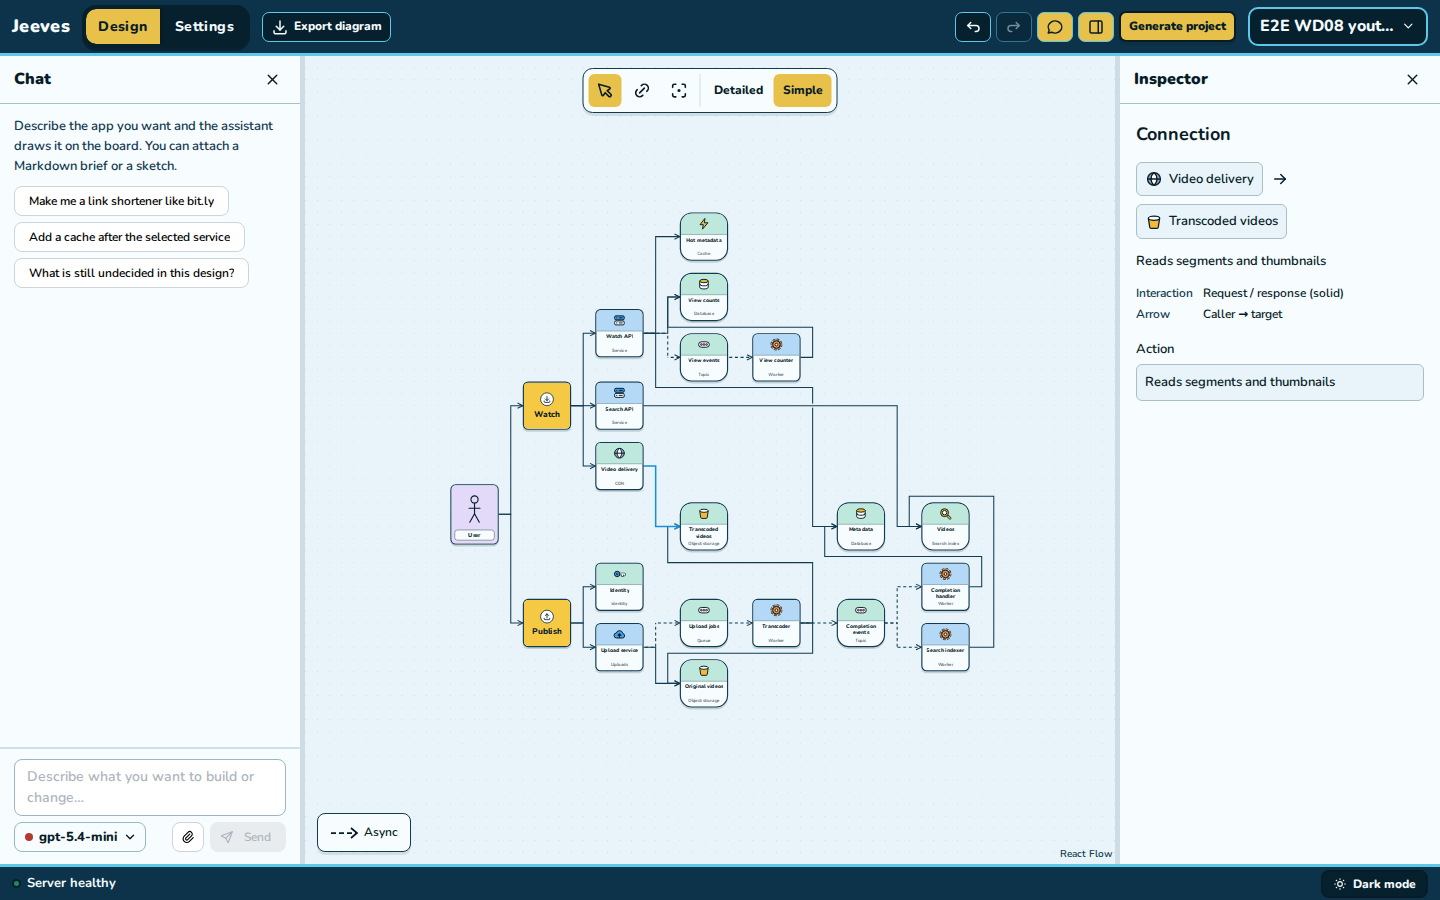 Jeeves
Design
Settings
Export diagram
Generate project
E2E WD08 yout...
Chat
Describe the app you want and the assistant
draws it on the board. You can attach a
Markdown brief or a sketch.
Make me a link shortener like bit.ly
Add a cache after the selected service
What is still undecided in this design?
Describe what you want to build or
change...
gpt-5.4-mini
Send
Detailed
Simple
Hot metadata
Cache
View counts
Database
Watch API
Service
View events
Topic
View counter
Worker
Watch
Search API
Service
Video delivery
CDN
User
Transcoded
videos
Object storage
Metadata
Database
Videos
Search index
Identity
Identity
Completion
handler
Worker
Publish
Upload service
Uploads
Upload jobs
Queue
Transcoder
Worker
Completion
events
Topic
Search indexer
Worker
Original videos
Object storage
Async
React Flow
Inspector
Connection
Video delivery
Transcoded videos
Reads segments and thumbnails
Interaction Request / response (solid)
Arrow Caller → target
Action
Reads segments and thumbnails
Server healthy
Dark mode